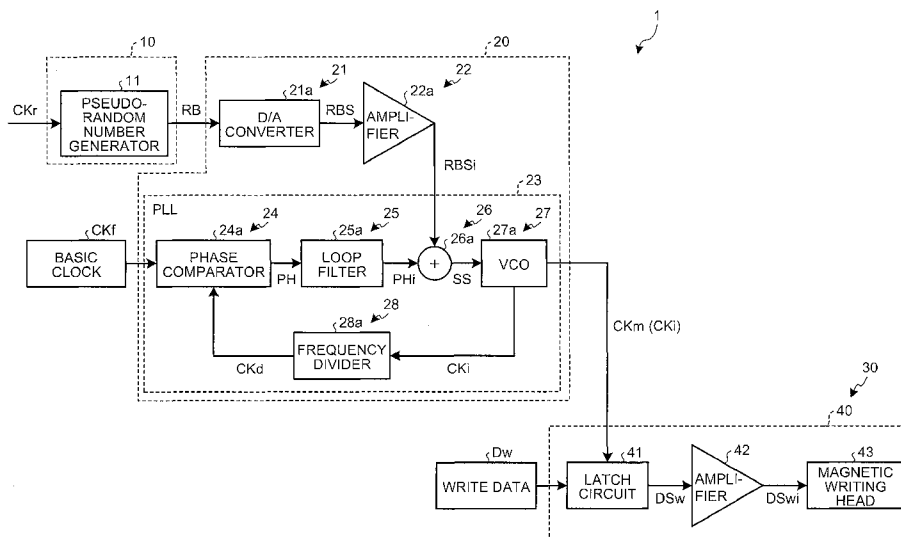 1
10
20
11
21
22
CKr
PSEUDO-
RANDOM
NUMBER
GENERATOR
RB
21a
D/A
CONVERTER
RBS
22a
AMPLI-
FIER
RBSi
23
PLL
CKf
BASIC
CLOCK
24
24a
PHASE
COMPARATOR
PH
25
25a
LOOP
FILTER
PHi
26
26a
+
SS
27
27a
VCO
28
28a
FREQUENCY
DIVIDER
CKd
CKi
CKm (CKi)
30
40
Dw
WRITE DATA
41
LATCH
CIRCUIT
DSw
42
AMPLI-
FIER
DSwi
43
MAGNETIC
WRITING
HEAD